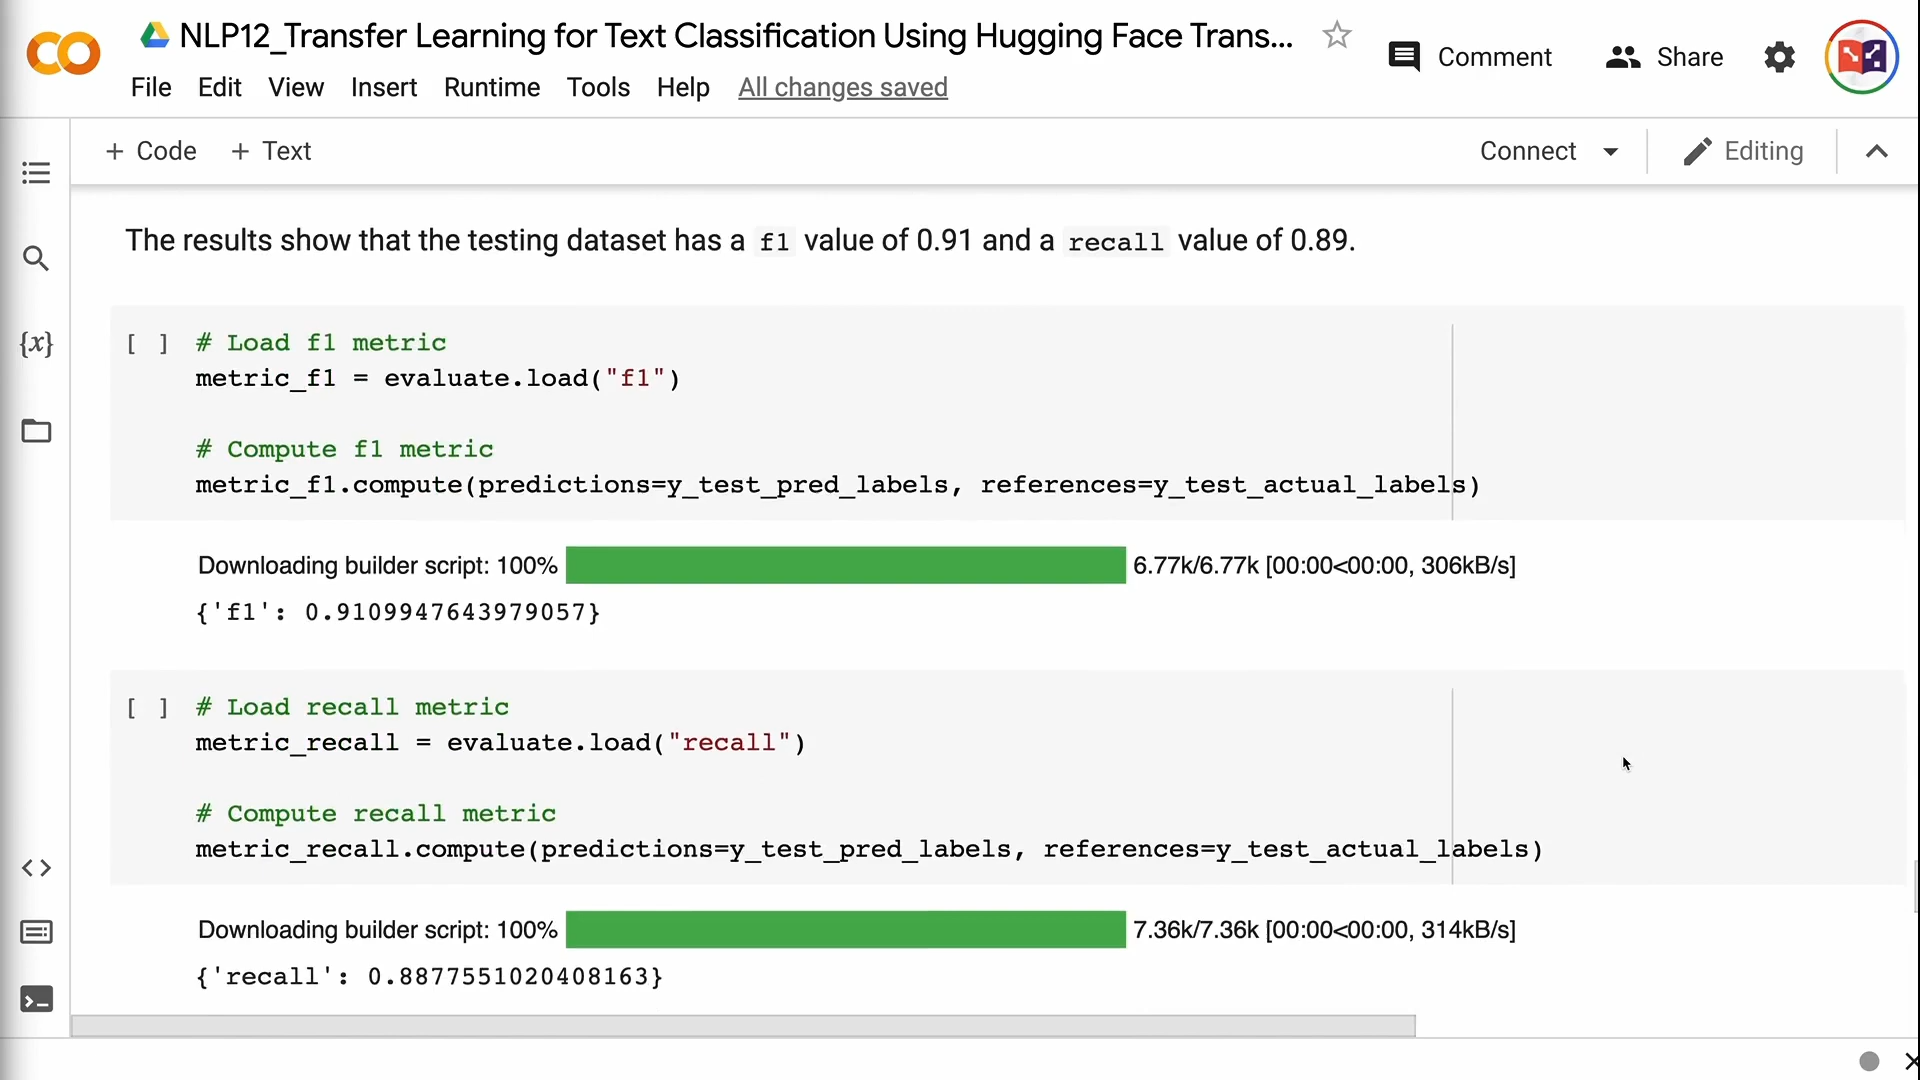 NLP12_Transfer Learning for Text Classification Using Hugging Face Trans...
Comment
Share
File Edit View Insert Runtime Tools Help All changes saved
+ Code + Text
Connect
Editing
The results show that the testing dataset has a f1 value of 0.91 and a recall value of 0.89.
{x}
[ ] # Load f1 metric
metric_f1 = evaluate.load("f1")
# Compute f1 metric
metric_f1.compute(predictions=y_test_pred_labels, references=y_test_actual_labels)
Downloading builder script: 100% 6.77k/6.77k [00:00<00:00, 306kB/s]
{'f1': 0.9109947643979057}
[ ] # Load recall metric
metric_recall = evaluate.load("recall")
# Compute recall metric
metric_recall.compute(predictions=y_test_pred_labels, references=y_test_actual_labels)
Downloading builder script: 100% 7.36k/7.36k [00:00<00:00, 314kB/s]
{'recall': 0.8877551020408163}